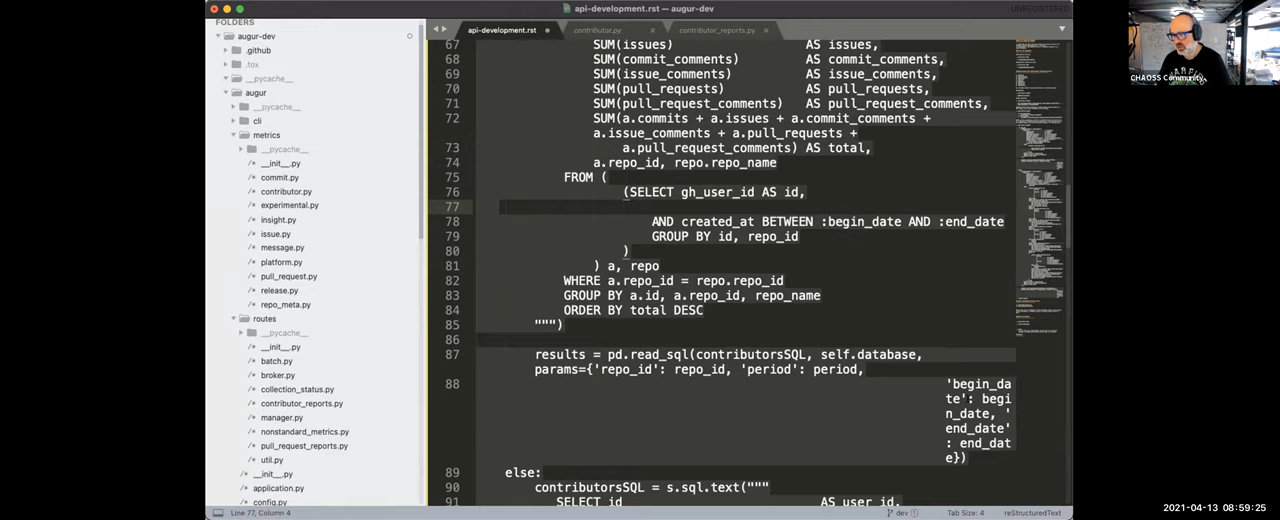 api-development.rst — augur-dev
UNREGISTERED
FOLDERS
augur-dev
.github
.tox
__pycache__
augur
__pycache__
cli
metrics
__pycache__
__init__.py
commit.py
contributor.py
experimental.py
insight.py
issue.py
message.py
platform.py
pull_request.py
release.py
repo_meta.py
routes
__pycache__
__init__.py
batch.py
broker.py
collection_status.py
contributor_reports.py
manager.py
nonstandard_metrics.py
pull_request_reports.py
util.py
__init__.py
application.py
config.py
api-development.rst
contributor.py
contributor_reports.py
67 SUM(issues) AS issues,
68 SUM(commit_comments) AS commit_comments,
69 SUM(issue_comments) AS issue_comments,
70 SUM(pull_requests) AS pull_requests,
71 SUM(pull_request_comments) AS pull_request_comments,
72 SUM(a.commits + a.issues + a.commit_comments +
a.issue_comments + a.pull_requests +
73 a.pull_request_comments) AS total,
74 a.repo_id, repo.repo_name
75 FROM (
76 (SELECT gh_user_id AS id,
77
78 AND created_at BETWEEN :begin_date AND :end_date
79 GROUP BY id, repo_id
80 )
81 ) a, repo
82 WHERE a.repo_id = repo.repo_id
83 GROUP BY a.id, a.repo_id, repo_name
84 ORDER BY total DESC
85 """)
86
87 results = pd.read_sql(contributorsSQL, self.database,
params={'repo_id': repo_id, 'period': period,
88 'begin_da
te': begi
n_date, '
end_date'
: end_dat
e})
89 else:
90 contributorsSQL = s.sql.text("""
91 SELECT id AS user_id,
Line 77, Column 4
dev 1
Tab Size: 4
reStructuredText
CHAOSS Community
2021-04-13 08:59:25